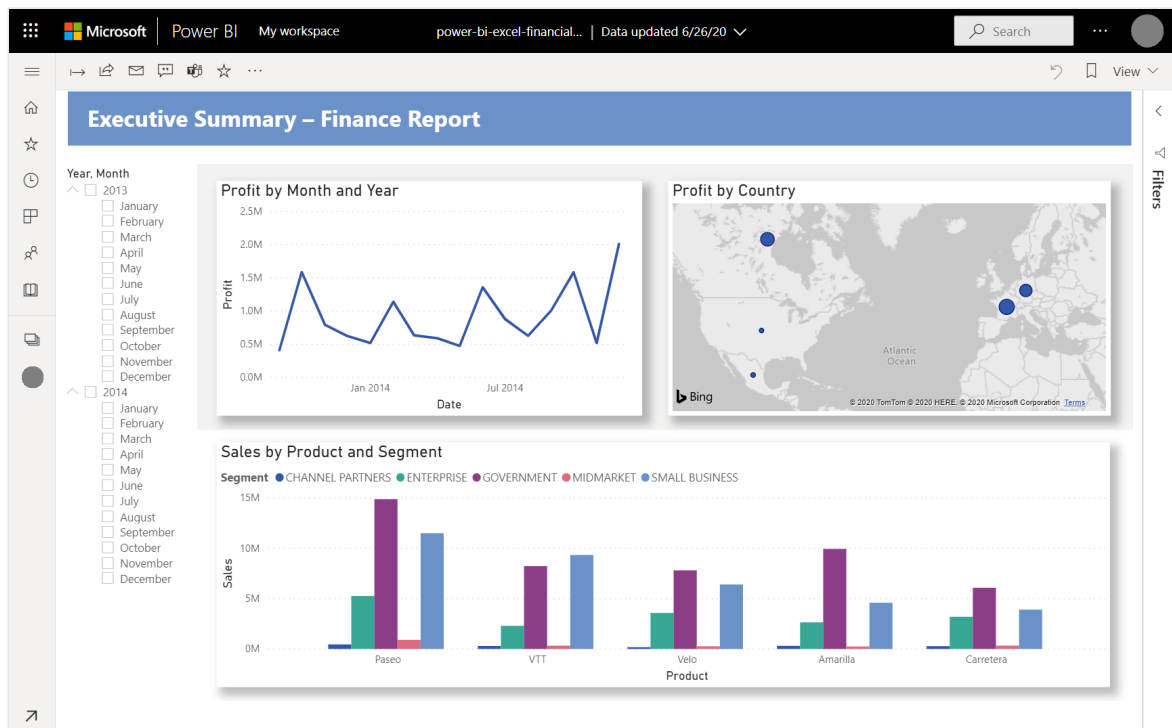 Microsoft Power BI My workspace power-bi-excel-financial... | Data updated 6/26/20 Search
View
Executive Summary – Finance Report
Filters
Year, Month
2013
January
February
March
April
May
June
July
August
September
October
November
December
2014
January
February
March
April
May
June
July
August
September
October
November
December
Profit by Month and Year
2.5M
2.0M
1.5M
1.0M
0.5M
0.0M
Profit
Jan 2014 Jul 2014
Date
Profit by Country
Atlantic
Ocean
Bing
© 2020 TomTom © 2020 HERE, © 2020 Microsoft Corporation Terms
Sales by Product and Segment
Segment CHANNEL PARTNERS ENTERPRISE GOVERNMENT MIDMARKET SMALL BUSINESS
15M
10M
5M
0M
Sales
Paseo VTT Velo Amarilla Carretera
Product